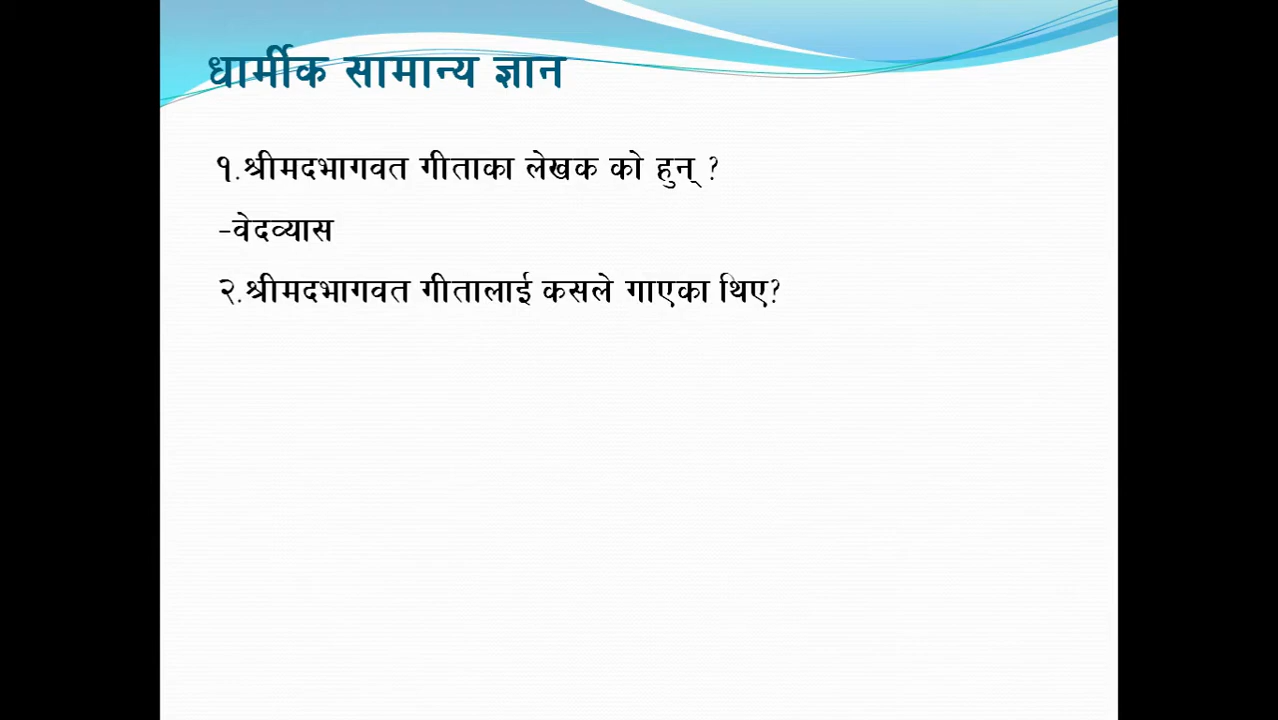 धार्मीक सामान्य ज्ञान
१.श्रीमदभागवत गीताका लेखक को हुन् ?
-वेदव्यास
२.श्रीमदभागवत गीतालाई कसले गाएका थिए?